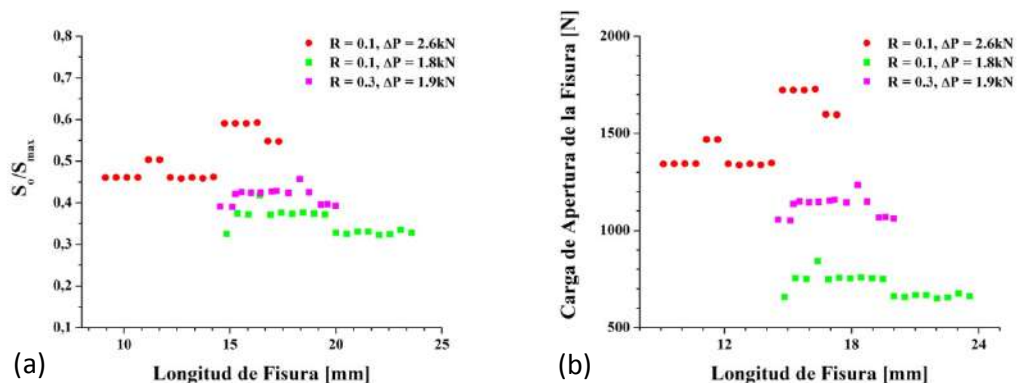 0,8
0,7
0,6
0,5
0,4
0,3
0,2
0,1
So/Smax
R = 0.1, ΔP = 2.6kN
R = 0.1, ΔP = 1.8kN
R = 0.3, ΔP = 1.9kN
10 15 20 25
(a) Longitud de Fisura [mm]
Carga de Apertura de la Fisura [N]
2000
1500
1000
500
R = 0.1, ΔP = 2.6kN
R = 0.1, ΔP = 1.8kN
R = 0.3, ΔP = 1.9kN
12 18 24
(b) Longitud de Fisura [mm]